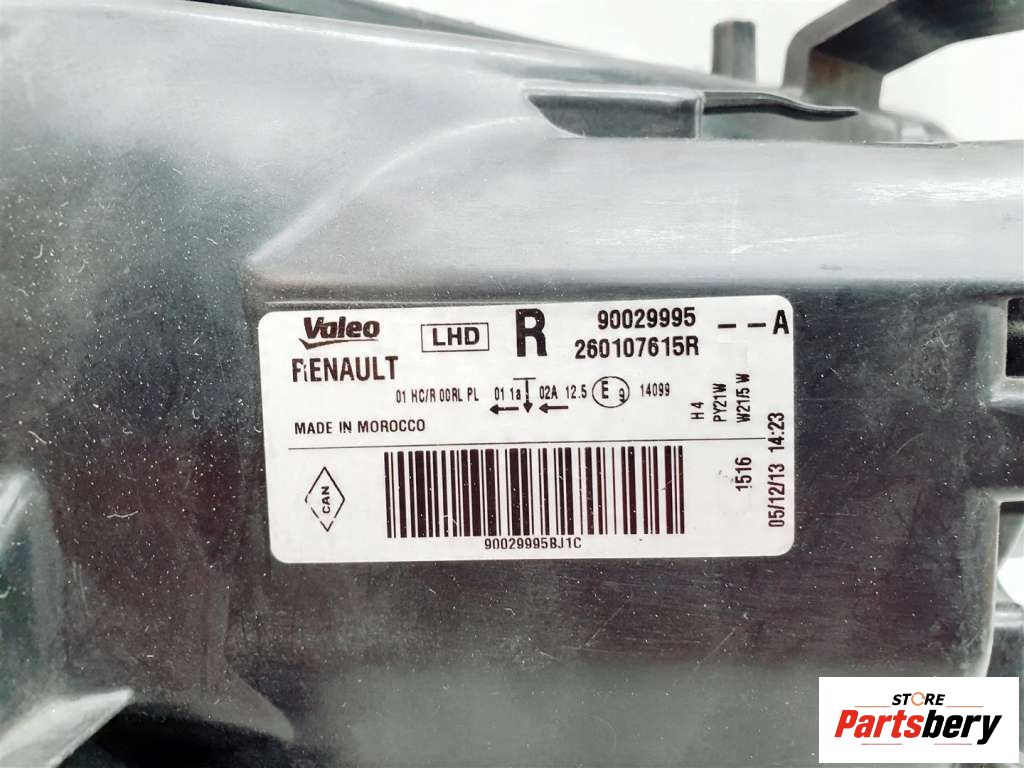 Valeo LHD R 90029995 --A
RENAULT 260107615R
01 HC/R 00RL PL 01 1a 02A 12.5 E9 14099
H4
PY21W
W21/5 W
MADE IN MOROCCO
CAN
1516
05/12/13 14:23
90029995BJ1C
STORE
Partsbery